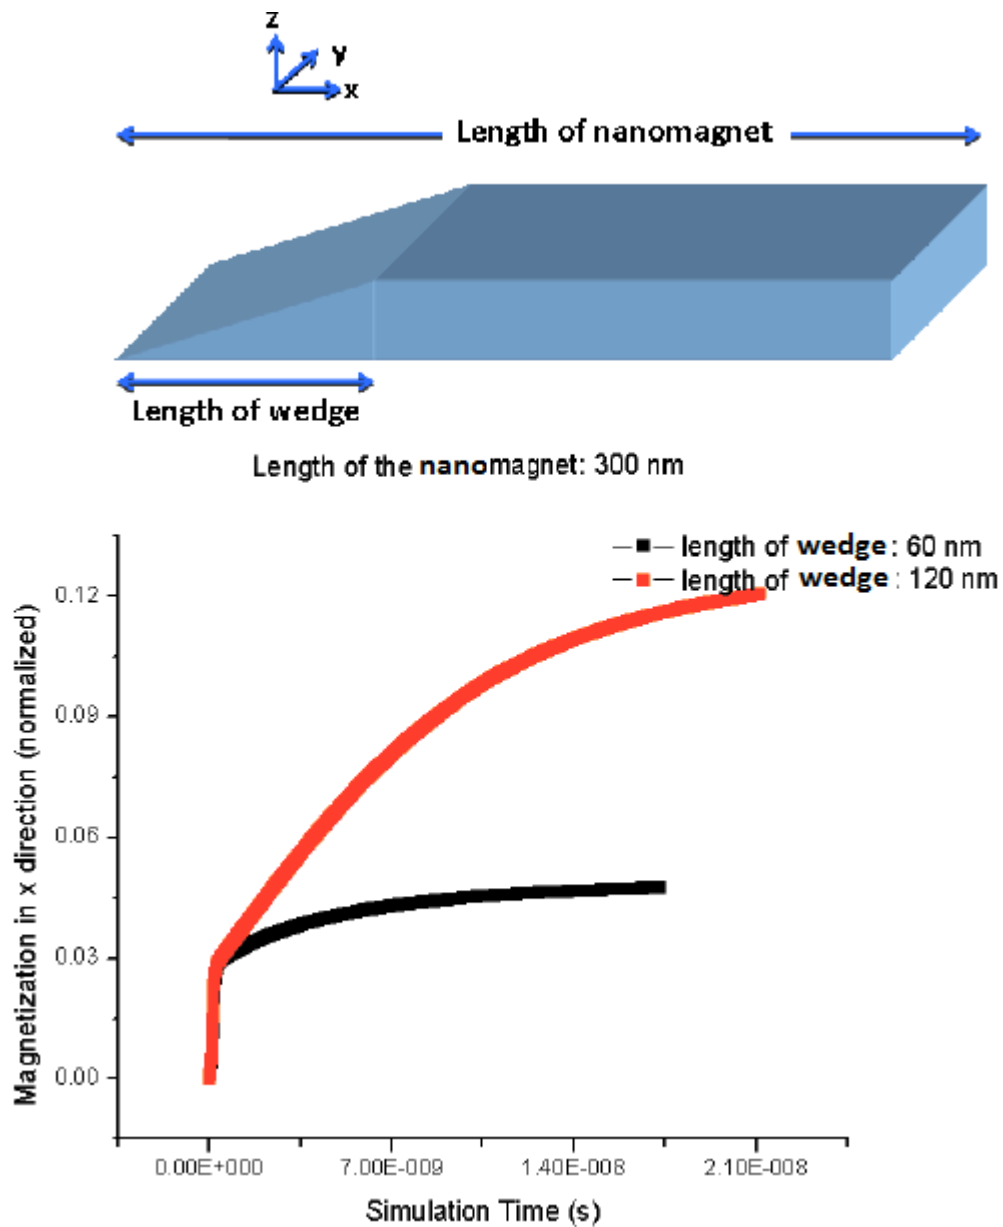 z
y
x
Length of nanomagnet
Length of wedge
Length of the nanomagnet: 300 nm
length of wedge: 60 nm
length of wedge: 120 nm
Magnetization in x direction (normalized)
0.12
0.09
0.06
0.03
0.00
0.00E+000 7.00E-009 1.40E-008 2.10E-008
Simulation Time (s)